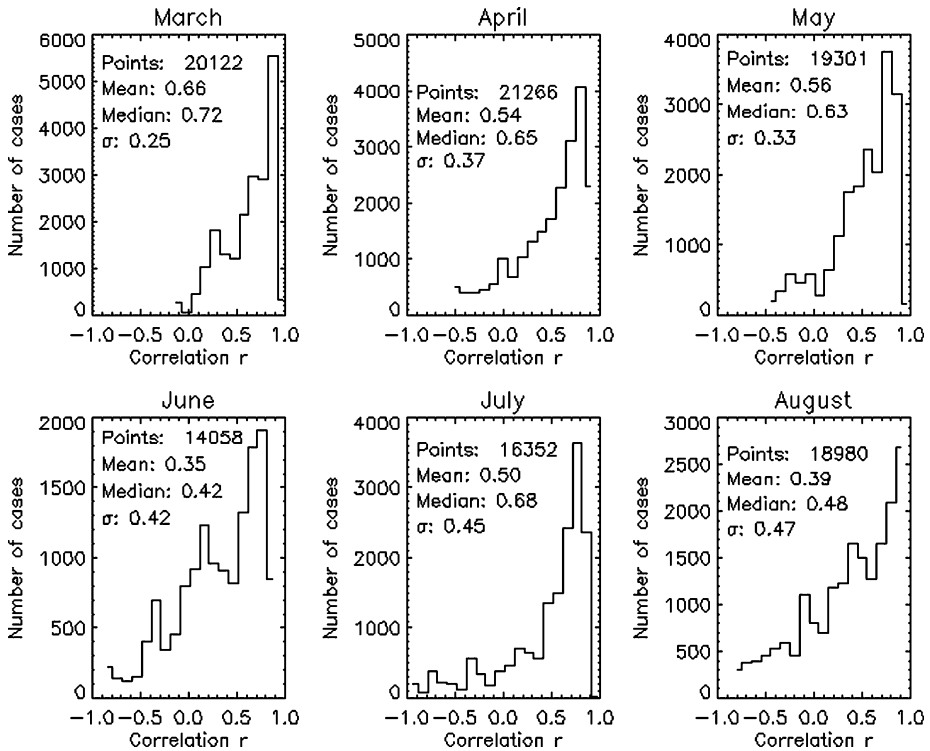 March
6000
5000
4000
3000
2000
1000
0
Number of cases
Points: 20122
Mean: 0.66
Median: 0.72
σ: 0.25
-1.0 -0.5 0.0 0.5 1.0
Correlation r
April
5000
4000
3000
2000
1000
0
Number of cases
Points: 21266
Mean: 0.54
Median: 0.65
σ: 0.37
-1.0 -0.5 0.0 0.5 1.0
Correlation r
May
4000
3000
2000
1000
0
Number of cases
Points: 19301
Mean: 0.56
Median: 0.63
σ: 0.33
-1.0 -0.5 0.0 0.5 1.0
Correlation r
June
2000
1500
1000
500
0
Number of cases
Points: 14058
Mean: 0.35
Median: 0.42
σ: 0.42
-1.0 -0.5 0.0 0.5 1.0
Correlation r
July
4000
3000
2000
1000
0
Number of cases
Points: 16352
Mean: 0.50
Median: 0.68
σ: 0.45
-1.0 -0.5 0.0 0.5 1.0
Correlation r
August
3000
2500
2000
1500
1000
500
0
Number of cases
Points: 18980
Mean: 0.39
Median: 0.48
σ: 0.47
-1.0 -0.5 0.0 0.5 1.0
Correlation r